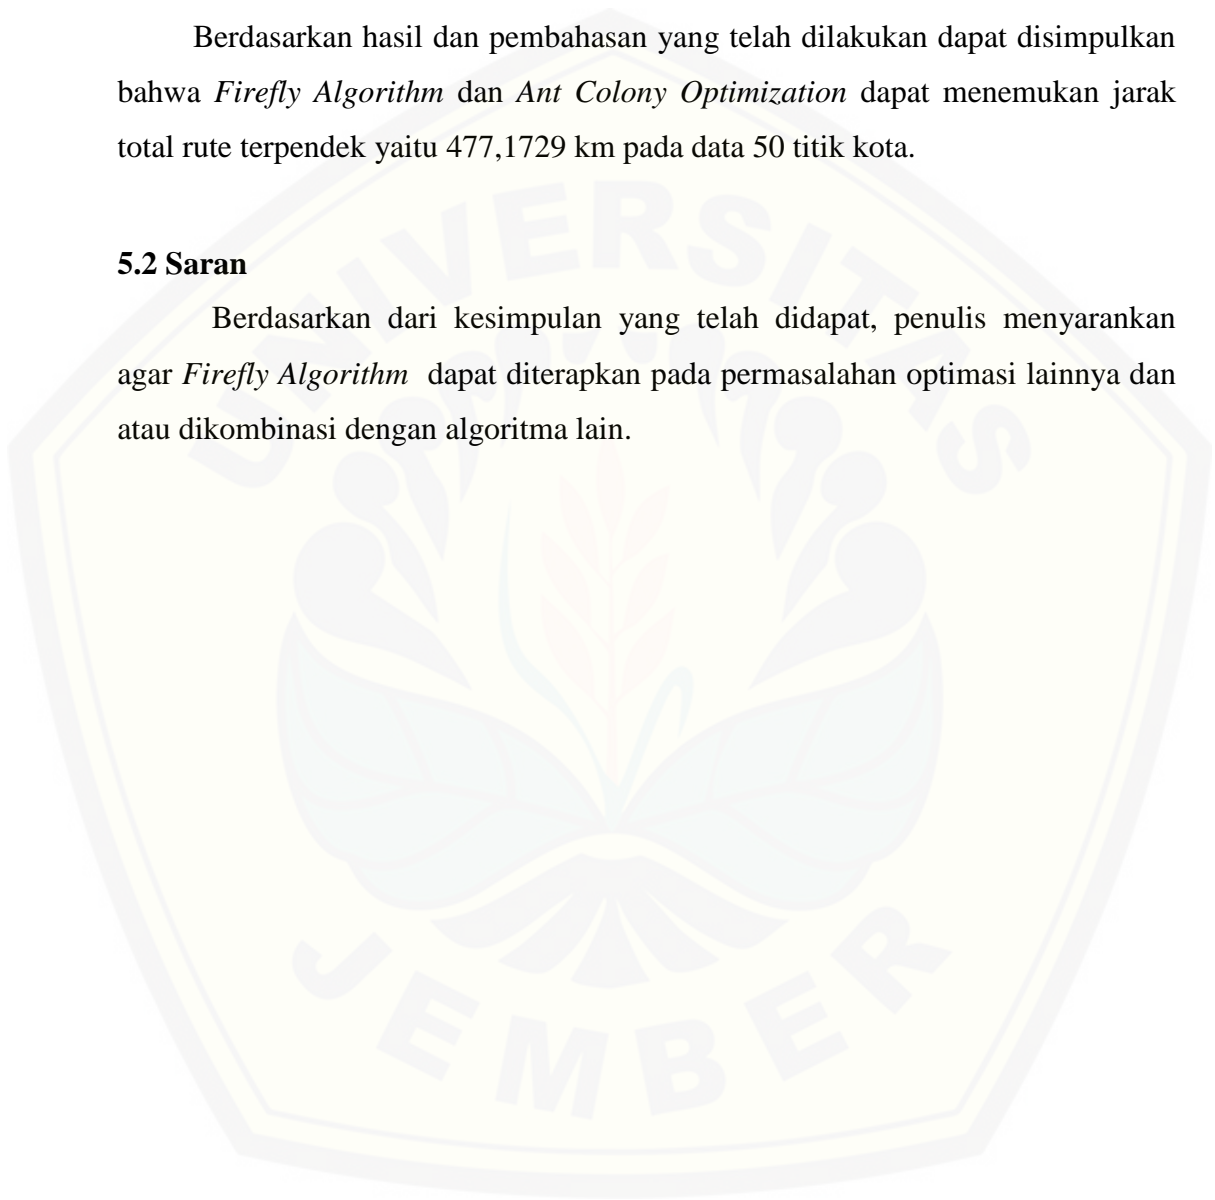 Berdasarkan hasil dan pembahasan yang telah dilakukan dapat disimpulkan
bahwa Firefly Algorithm dan Ant Colony Optimization dapat menemukan jarak
total rute terpendek yaitu 477,1729 km pada data 50 titik kota.
5.2 Saran
Berdasarkan dari kesimpulan yang telah didapat, penulis menyarankan
agar Firefly Algorithm dapat diterapkan pada permasalahan optimasi lainnya dan
atau dikombinasi dengan algoritma lain.
UNIVERSITAS
JEMBER